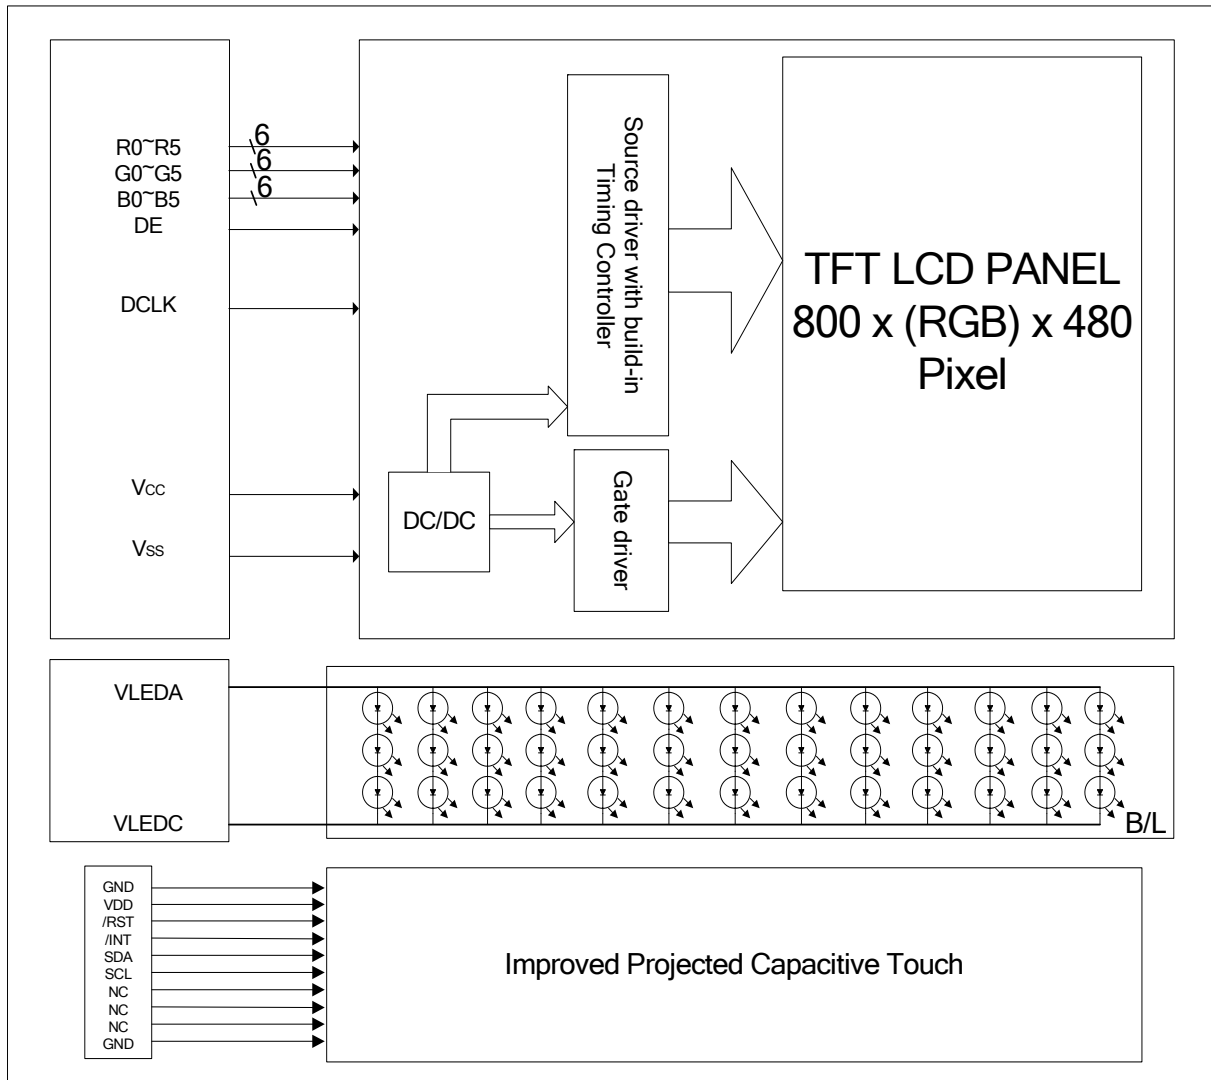 R0~R5
6
G0~G5
6
B0~B5
6
DE
DCLK
VCC
VSS
Source driver with build-in
Timing Controller
DC/DC
Gate driver
TFT LCD PANEL
800 x (RGB) x 480
Pixel
VLEDA
VLEDC
B/L
GND
VDD
/RST
/INT
SDA
SCL
NC
NC
NC
GND
Improved Projected Capacitive Touch